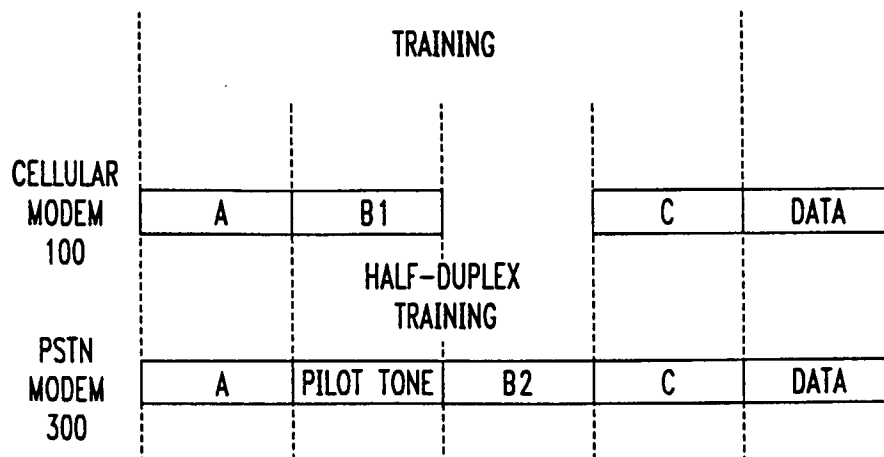 TRAINING
CELLULAR
MODEM
100
A
B1
C
DATA
HALF-DUPLEX
TRAINING
PSTN
MODEM
300
A
PILOT TONE
B2
C
DATA